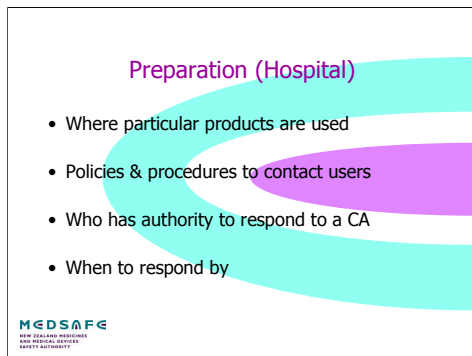 Preparation (Hospital)
• Where particular products are used
• Policies & procedures to contact users
• Who has authority to respond to a CA
• When to respond by
MEDSAFE
NEW ZEALAND MEDICINES
AND MEDICAL DEVICES
SAFETY AUTHORITY